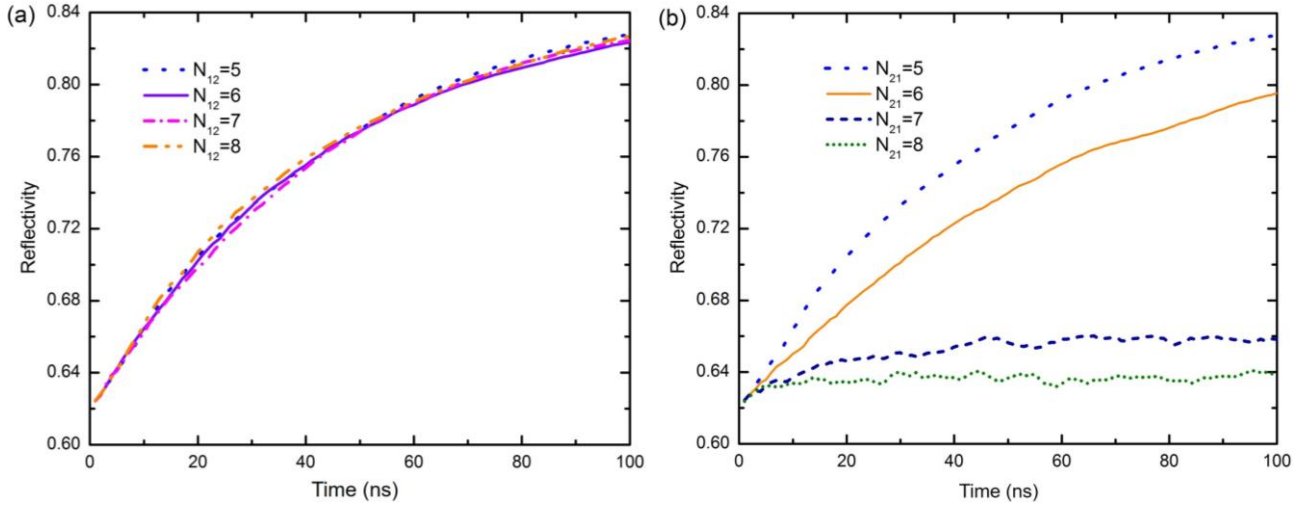 (a)
0.84
0.80
0.76
0.72
0.68
0.64
0.60
Reflectivity
N12=5
N12=6
N12=7
N12=8
0 20 40 60 80 100
Time (ns)
(b)
0.84
0.80
0.76
0.72
0.68
0.64
0.60
Reflectivity
N21=5
N21=6
N21=7
N21=8
0 20 40 60 80 100
Time (ns)